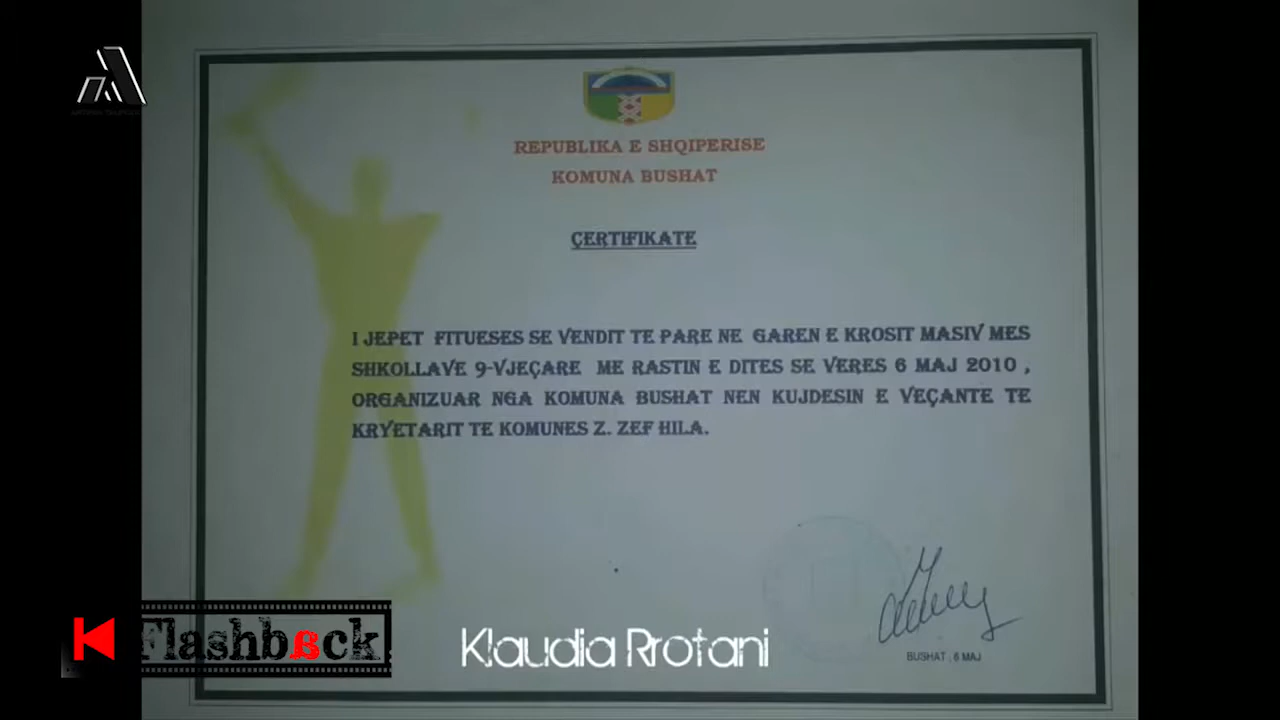 REPUBLIKA E SHQIPERISE
KOMUNA BUSHAT
ÇERTIFIKATE
I JEPET FITUESES SE VENDIT TE PARE NE GAREN E KROSIT MASIV MES
SHKOLLAVE 9-VJEÇARE ME RASTIN E DITES SE VERES 6 MAJ 2010 ,
ORGANIZUAR NGA KOMUNA BUSHAT NEN KUJDESIN E VEÇANTE TE
KRYETARIT TE KOMUNES Z. ZEF HILA.
BUSHAT , 6 MAJ
Flashback
Klaudia Rrotani